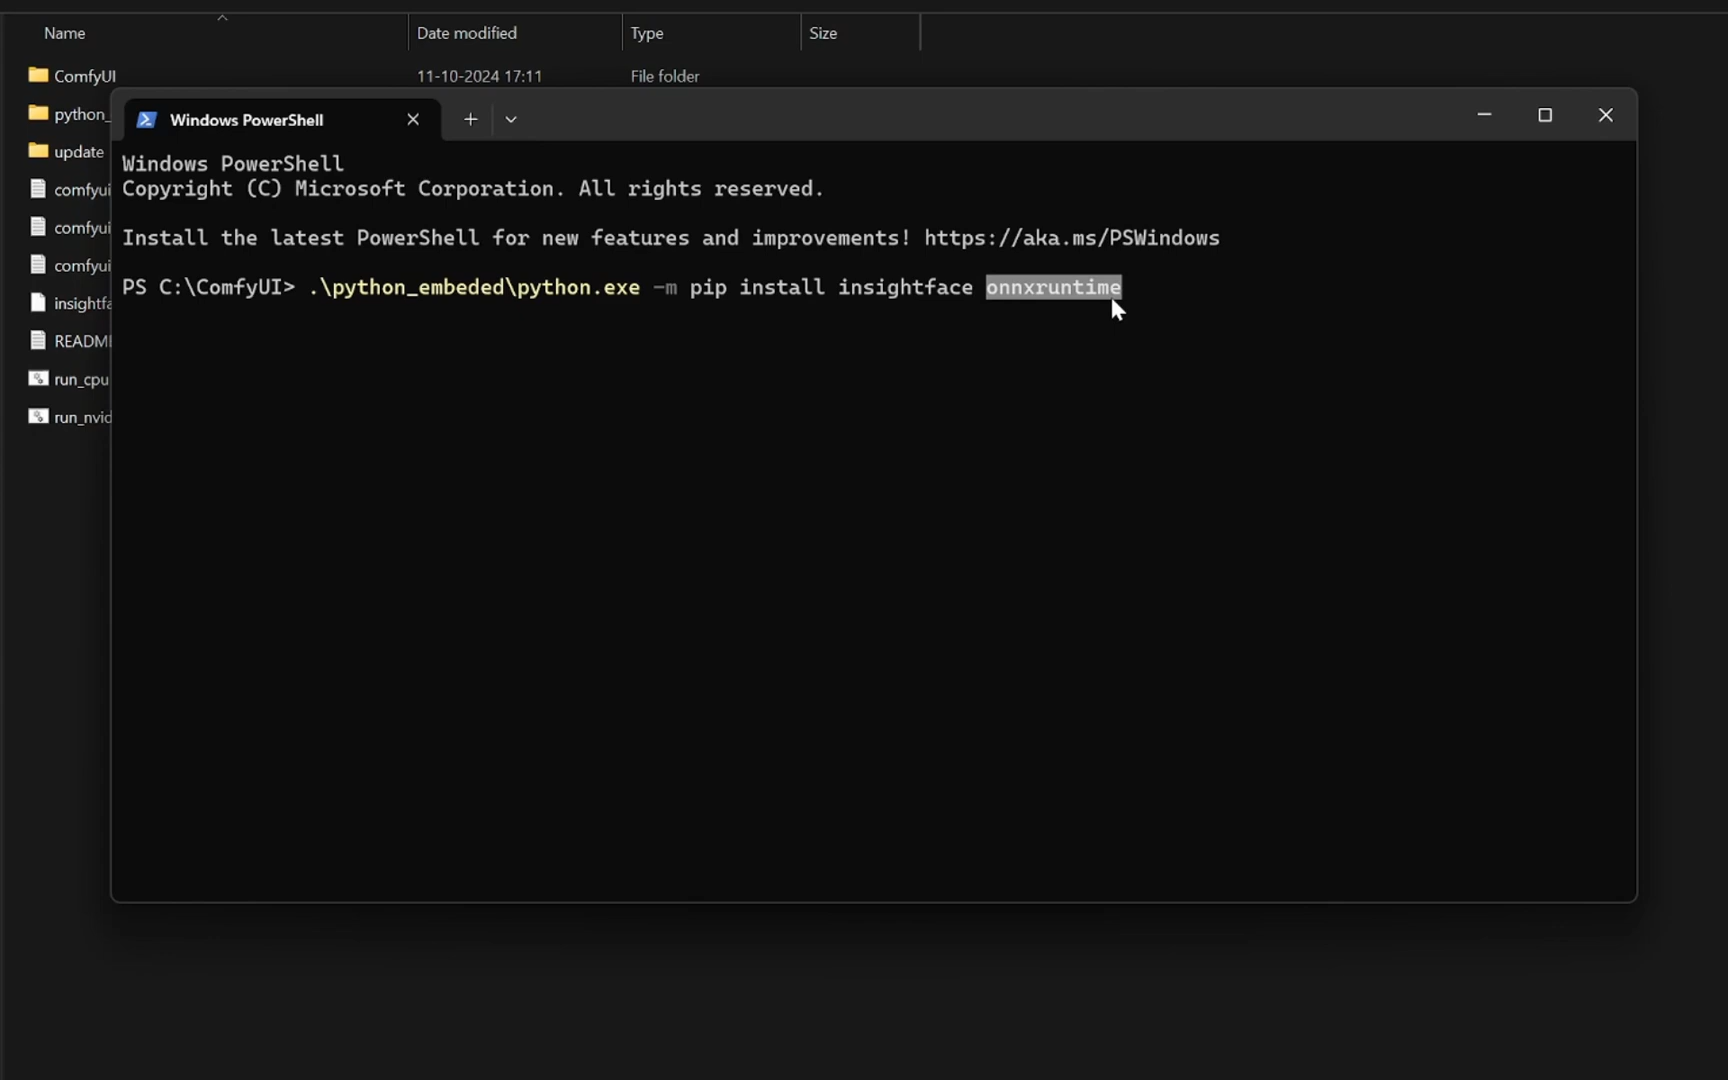 Name Date modified Type Size
ComfyUI 11-10-2024 17:11 File folder
python_
update
comfyui
comfyui
comfyui
insightfa
README
run_cpu
run_nvid
Windows PowerShell
Windows PowerShell
Copyright (C) Microsoft Corporation. All rights reserved.
Install the latest PowerShell for new features and improvements! https://aka.ms/PSWindows
PS C:\ComfyUI> .\python_embeded\python.exe -m pip install insightface onnxruntime